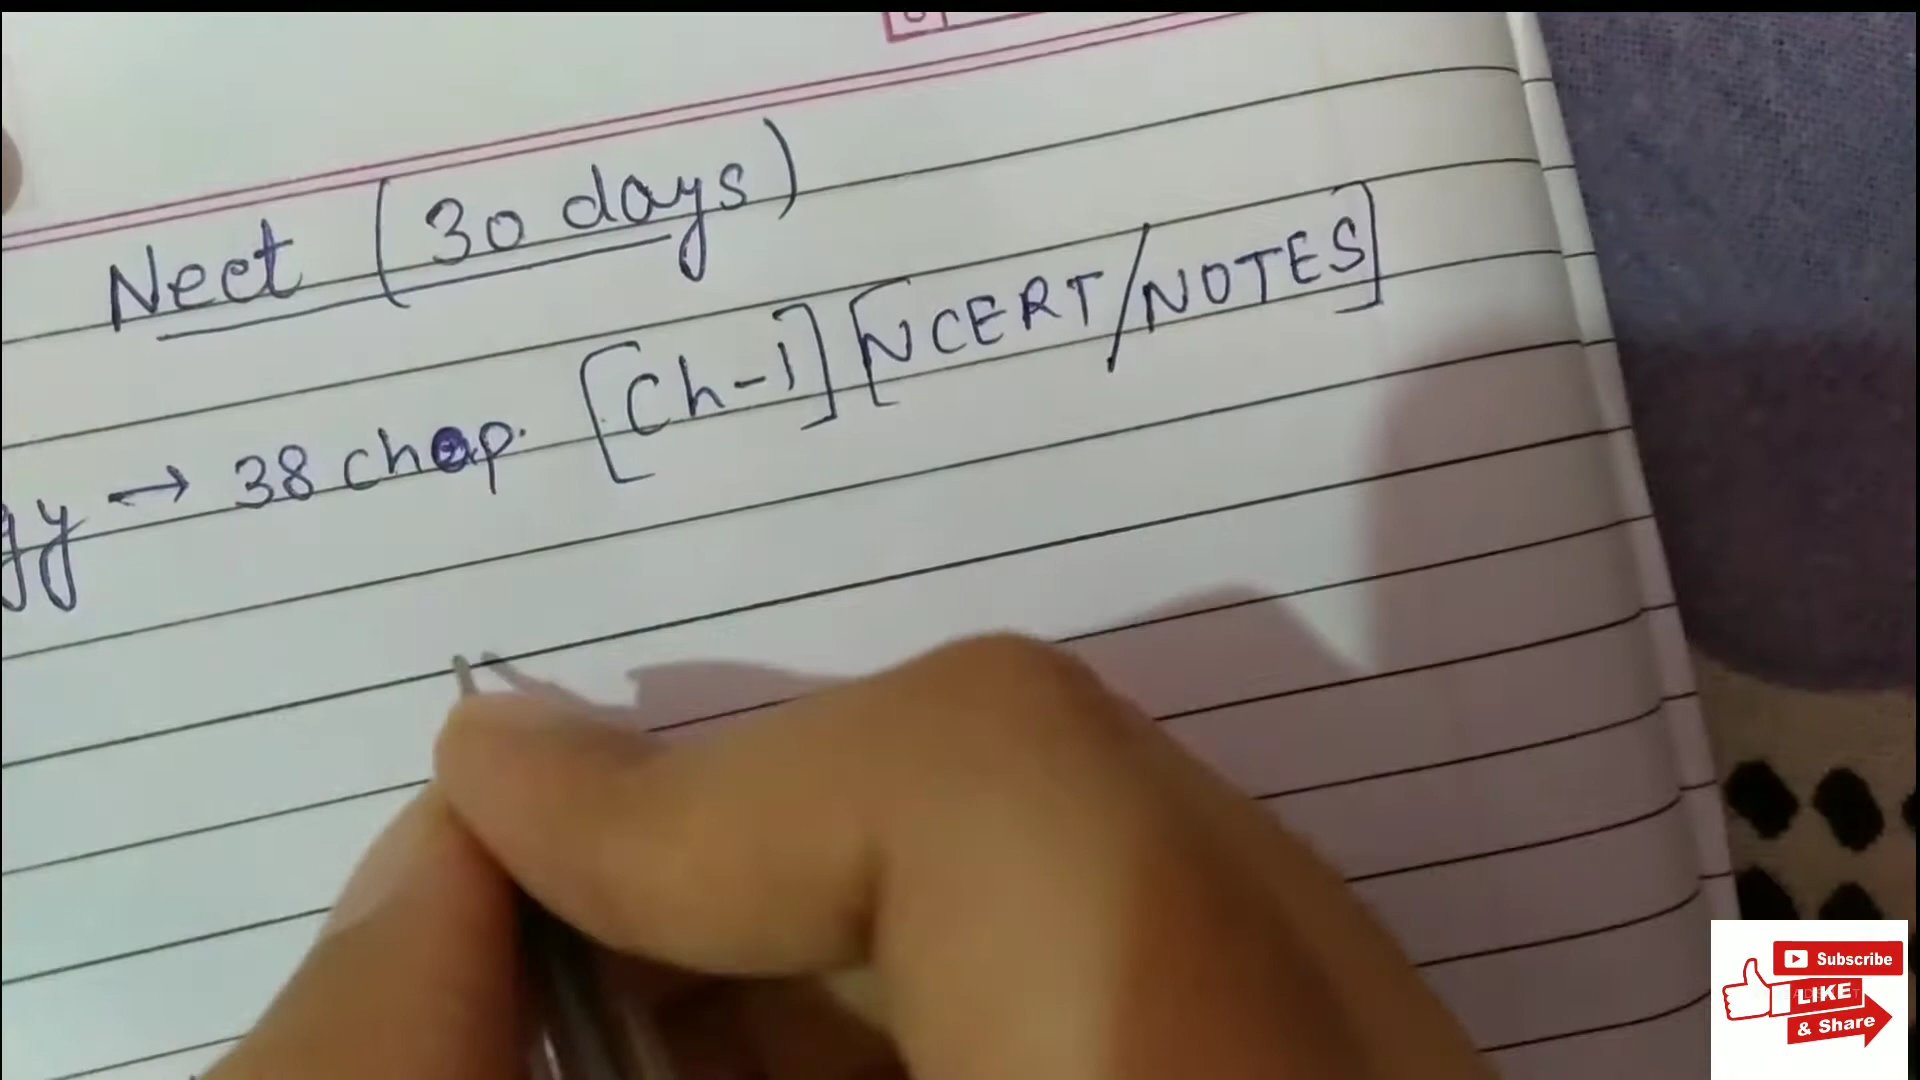 Neet (30 days)
gy → 38 chap. [Ch-1] [NCERT/NOTES]
Subscribe
LIKE
& Share